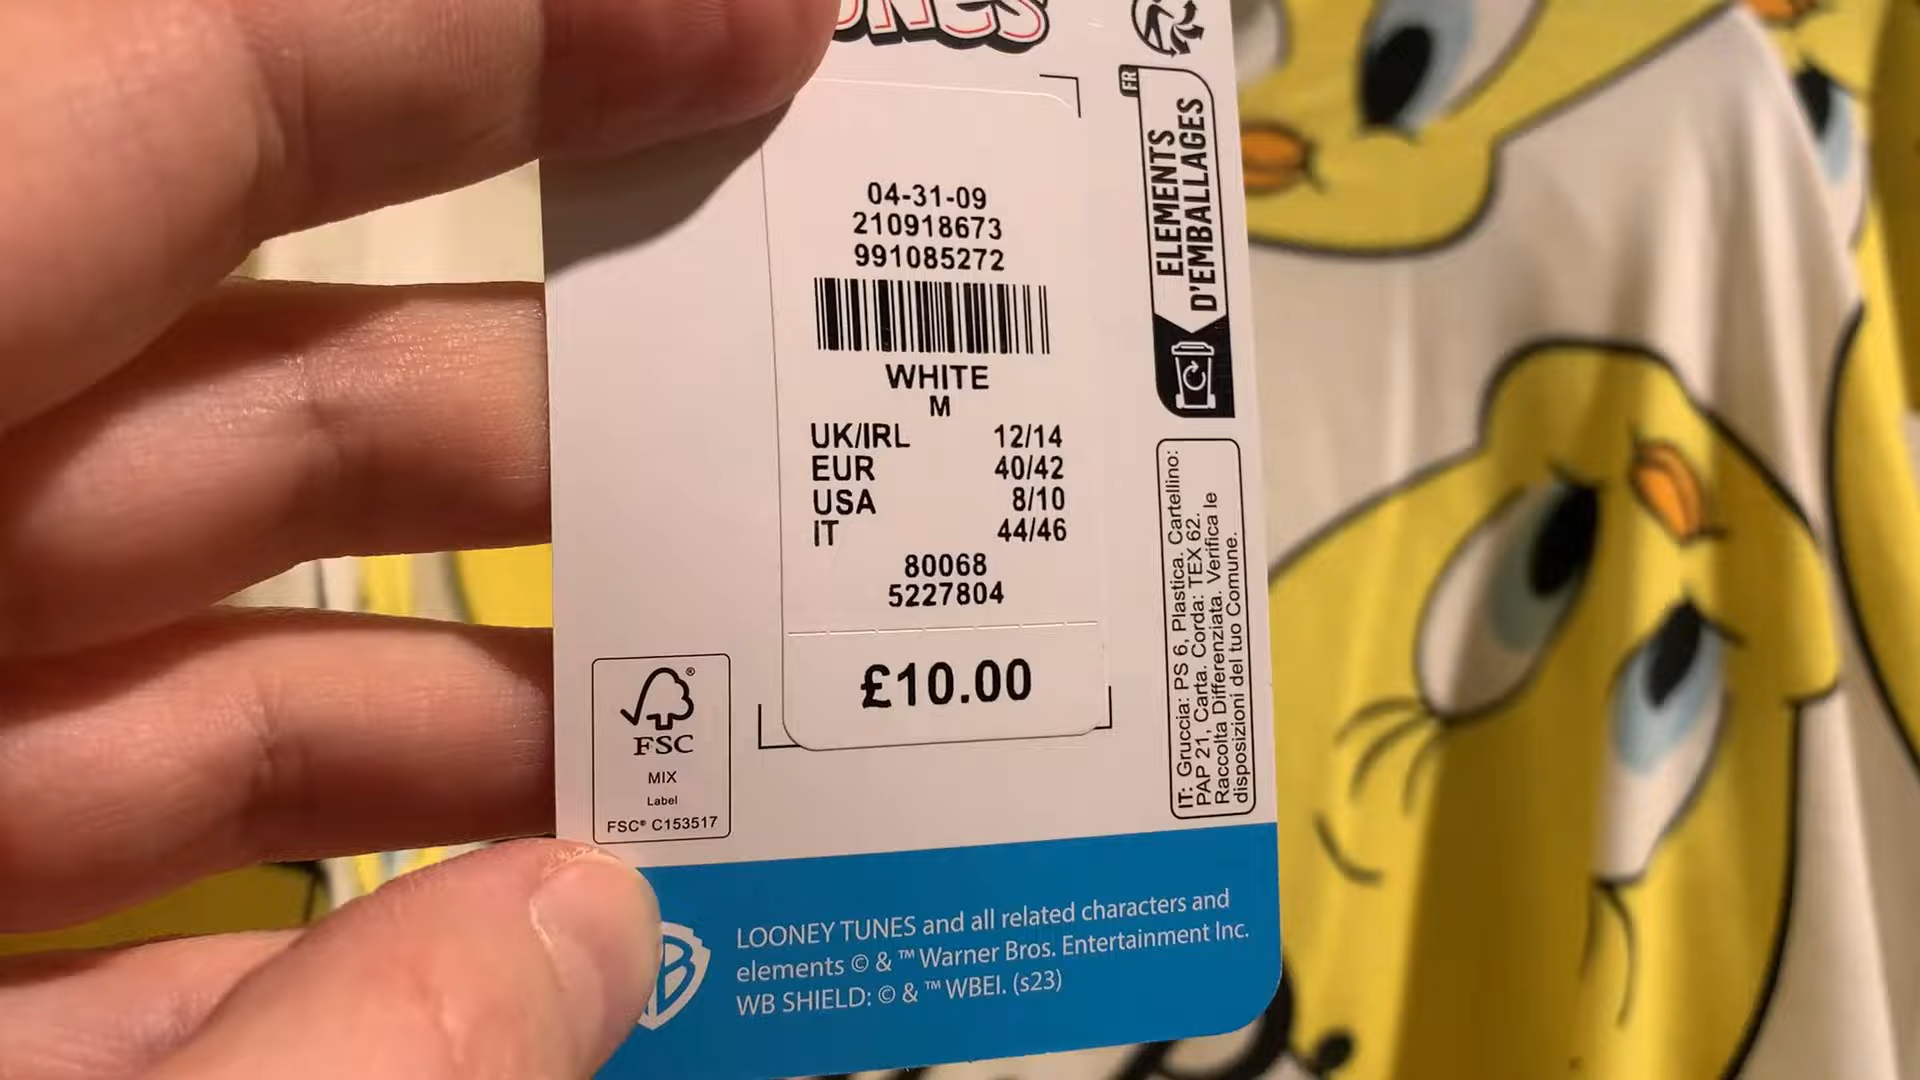 TUNES
04-31-09
210918673
991085272
WHITE
M
UK/IRL 12/14
EUR 40/42
USA 8/10
IT 44/46
80068
5227804
£10.00
FSC®
MIX
Label
FSC® C153517
FR
ELEMENTS
D'EMBALLAGES
IT: Gruccia: PS 6, Plastica. Cartellino:
PAP 21, Carta. Corda: TEX 62.
Raccolta Differenziata. Verifica le
disposizioni del tuo Comune.
WB
LOONEY TUNES and all related characters and
elements © & ™ Warner Bros. Entertainment Inc.
WB SHIELD: © & ™ WBEI. (s23)